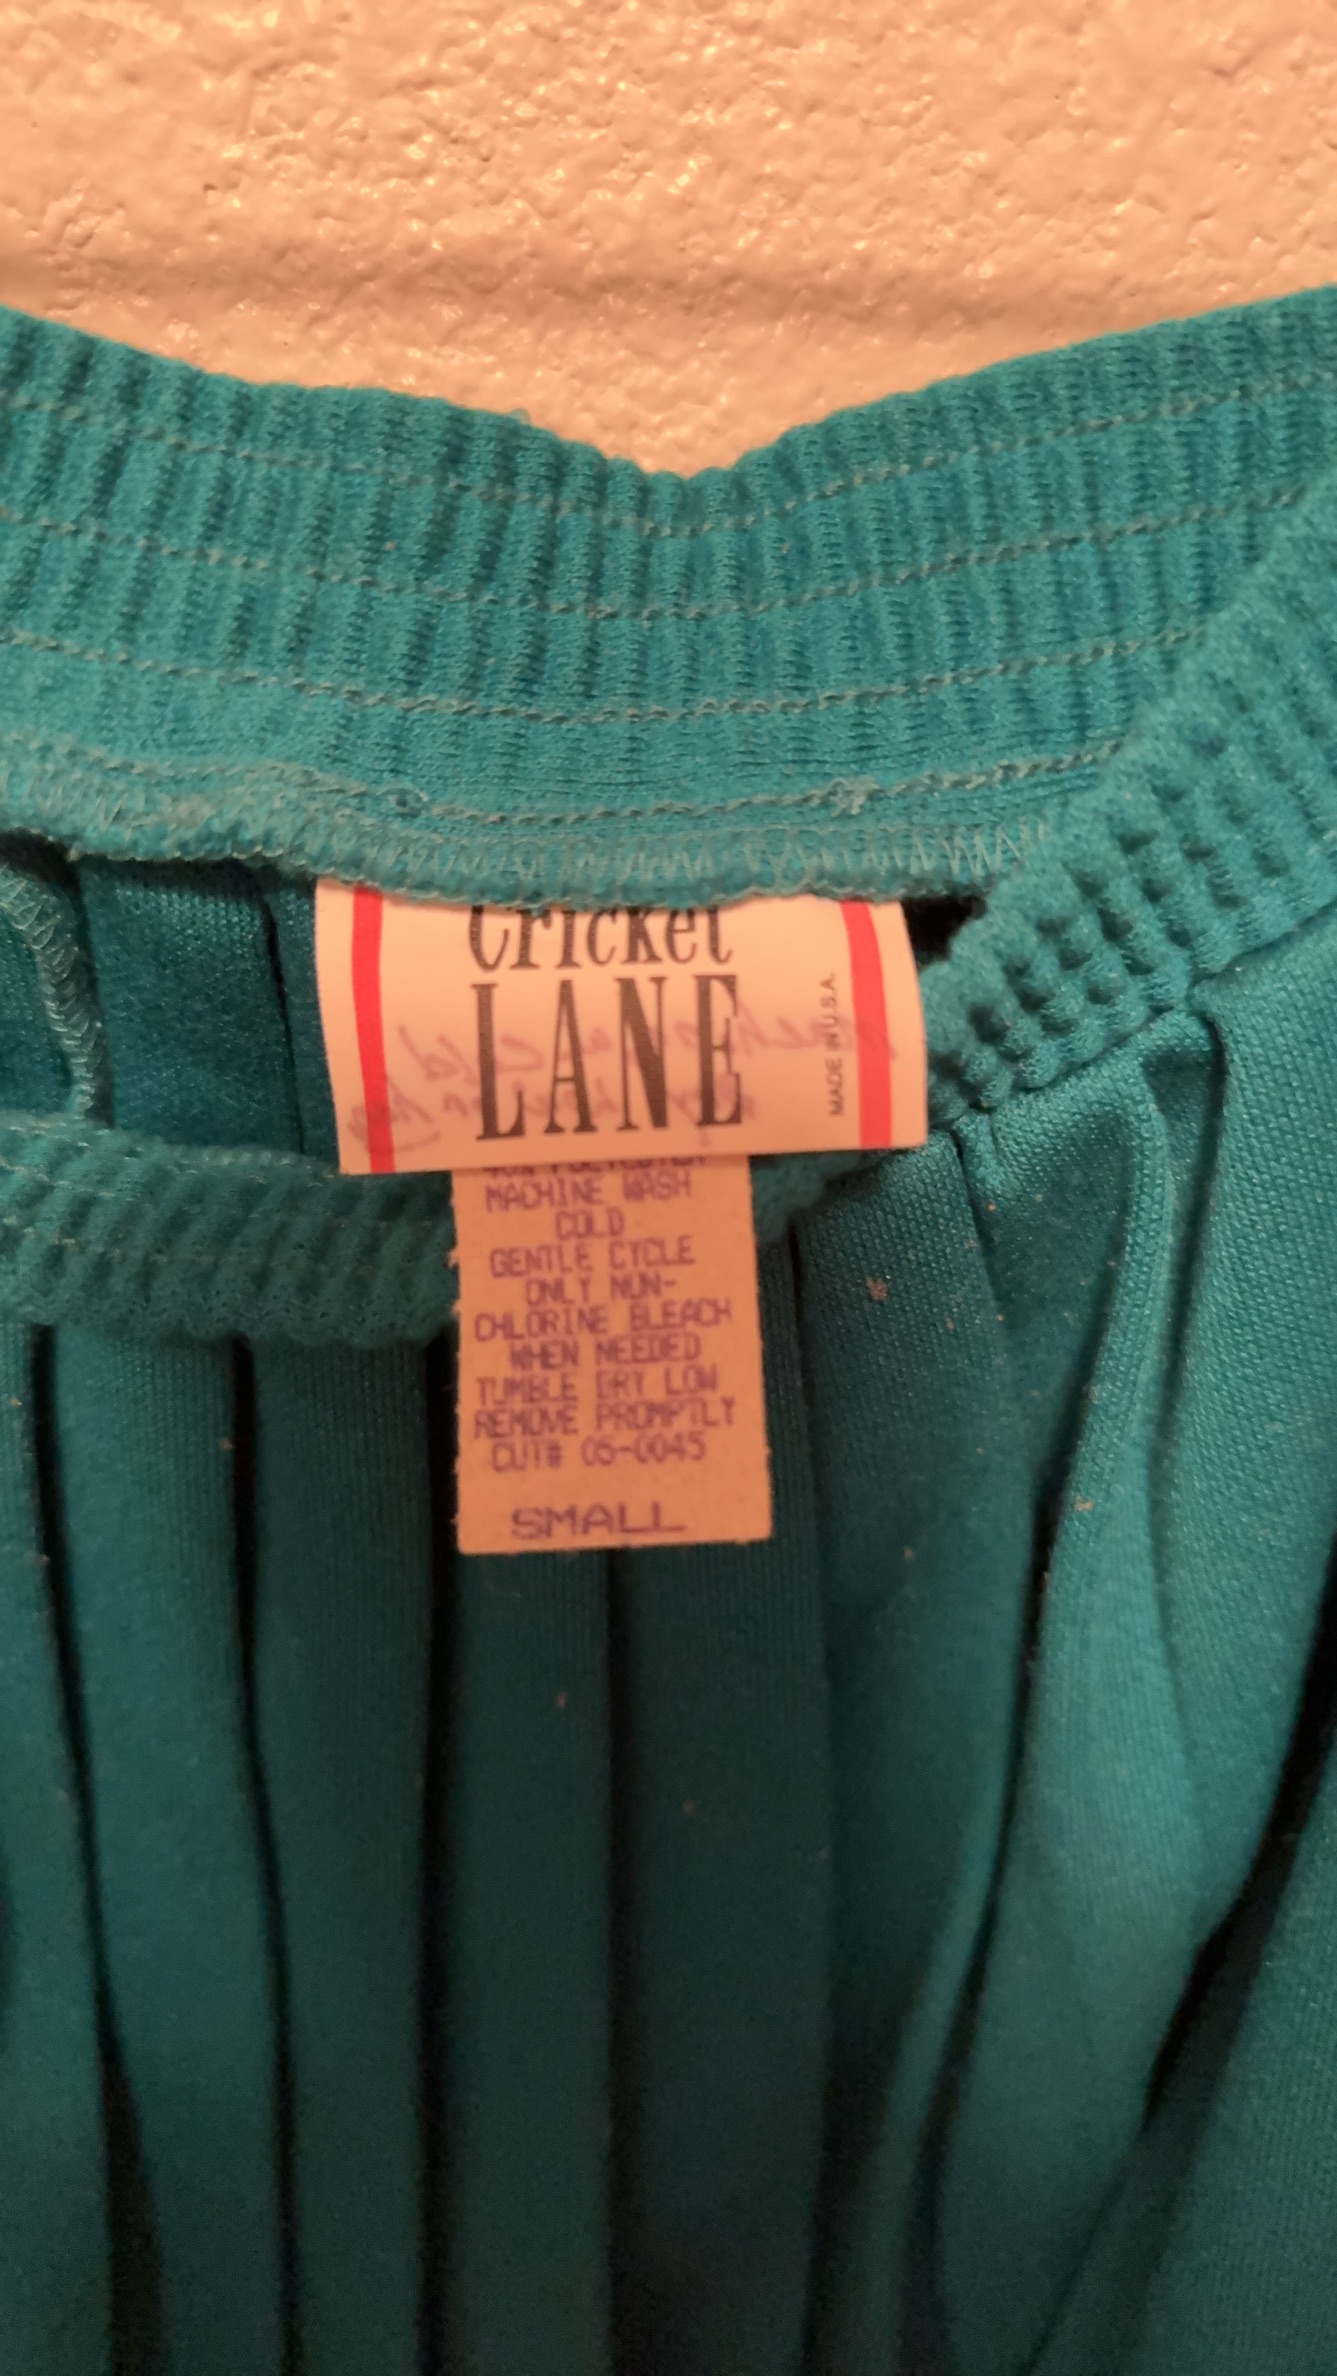 Cricket
LANE
MADE IN U.S.A.
MACHINE WASH
COLD
GENTLE CYCLE
ONLY NON-
CHLORINE BLEACH
WHEN NEEDED
TUMBLE DRY LOW
REMOVE PROMPTLY
CUT# 05-0045
SMALL